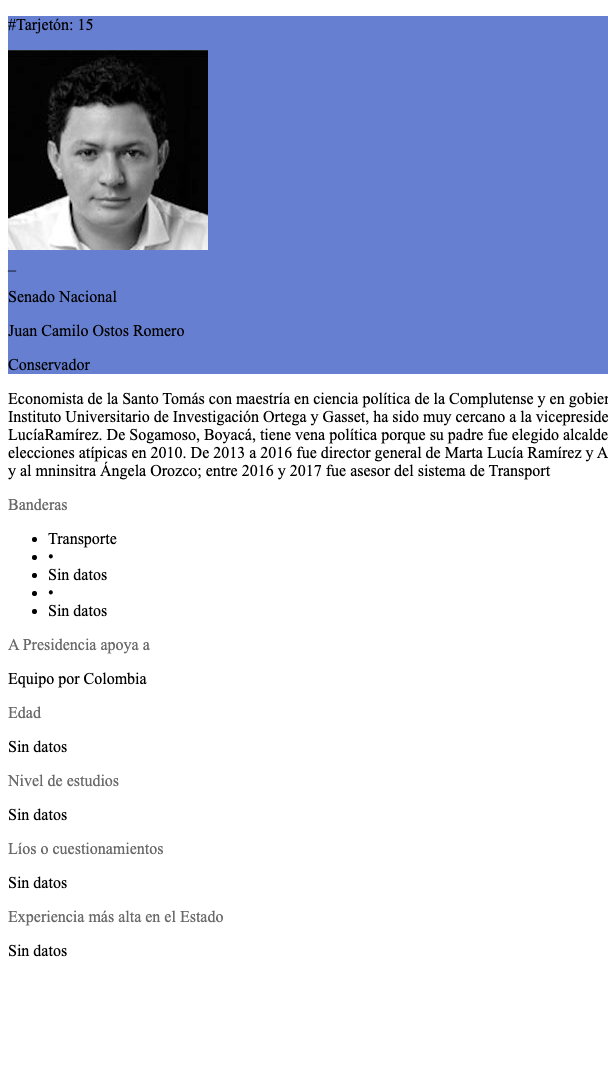 #Tarjetón: 15
_
Senado Nacional
Juan Camilo Ostos Romero
Conservador
Economista de la Santo Tomás con maestría en ciencia política de la Complutense y en gobier
Instituto Universitario de Investigación Ortega y Gasset, ha sido muy cercano a la vicepreside
LucíaRamírez. De Sogamoso, Boyacá, tiene vena política porque su padre fue elegido alcalde
elecciones atípicas en 2010. De 2013 a 2016 fue director general de Marta Lucía Ramírez y A
y al mninsitra Ángela Orozco; entre 2016 y 2017 fue asesor del sistema de Transport
Banderas
• Transporte
• •
• Sin datos
• •
• Sin datos
A Presidencia apoya a
Equipo por Colombia
Edad
Sin datos
Nivel de estudios
Sin datos
Líos o cuestionamientos
Sin datos
Experiencia más alta en el Estado
Sin datos